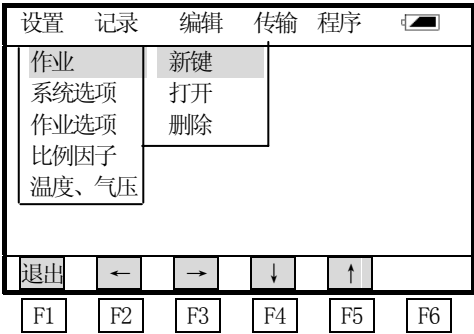 设置 记录 编辑 传输 程序
作业 新键
系统选项 打开
作业选项 删除
比例因子
温度、气压
退出 ← → ↓ ↑
F1 F2 F3 F4 F5 F6